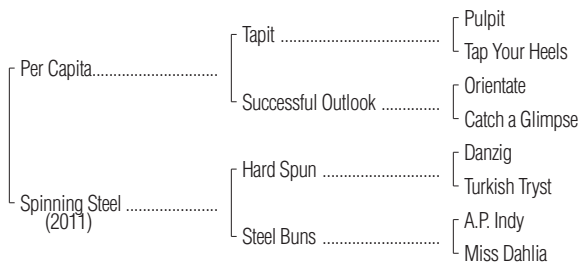 Pulpit
Tapit ........................................
Tap Your Heels
Per Capita................................
Orientate
Successful Outlook ...............
Catch a Glimpse
Danzig
Hard Spun ..............................
Turkish Tryst
Spinning Steel .......................
(2011)
A.P. Indy
Steel Buns ...............................
Miss Dahlia